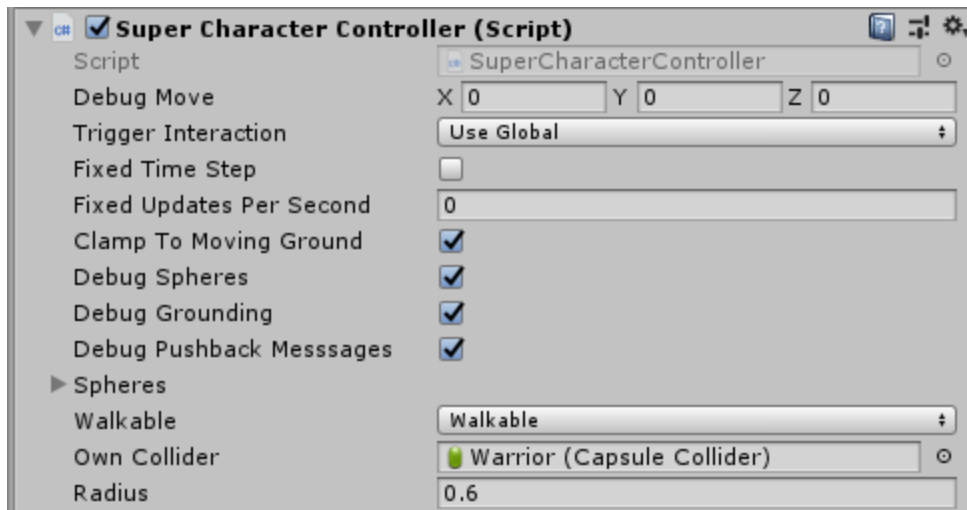 c# Super Character Controller (Script)
Script SuperCharacterController
Debug Move X 0 Y 0 Z 0
Trigger Interaction Use Global
Fixed Time Step
Fixed Updates Per Second 0
Clamp To Moving Ground
Debug Spheres
Debug Grounding
Debug Pushback Messsages
Spheres
Walkable Walkable
Own Collider Warrior (Capsule Collider)
Radius 0.6